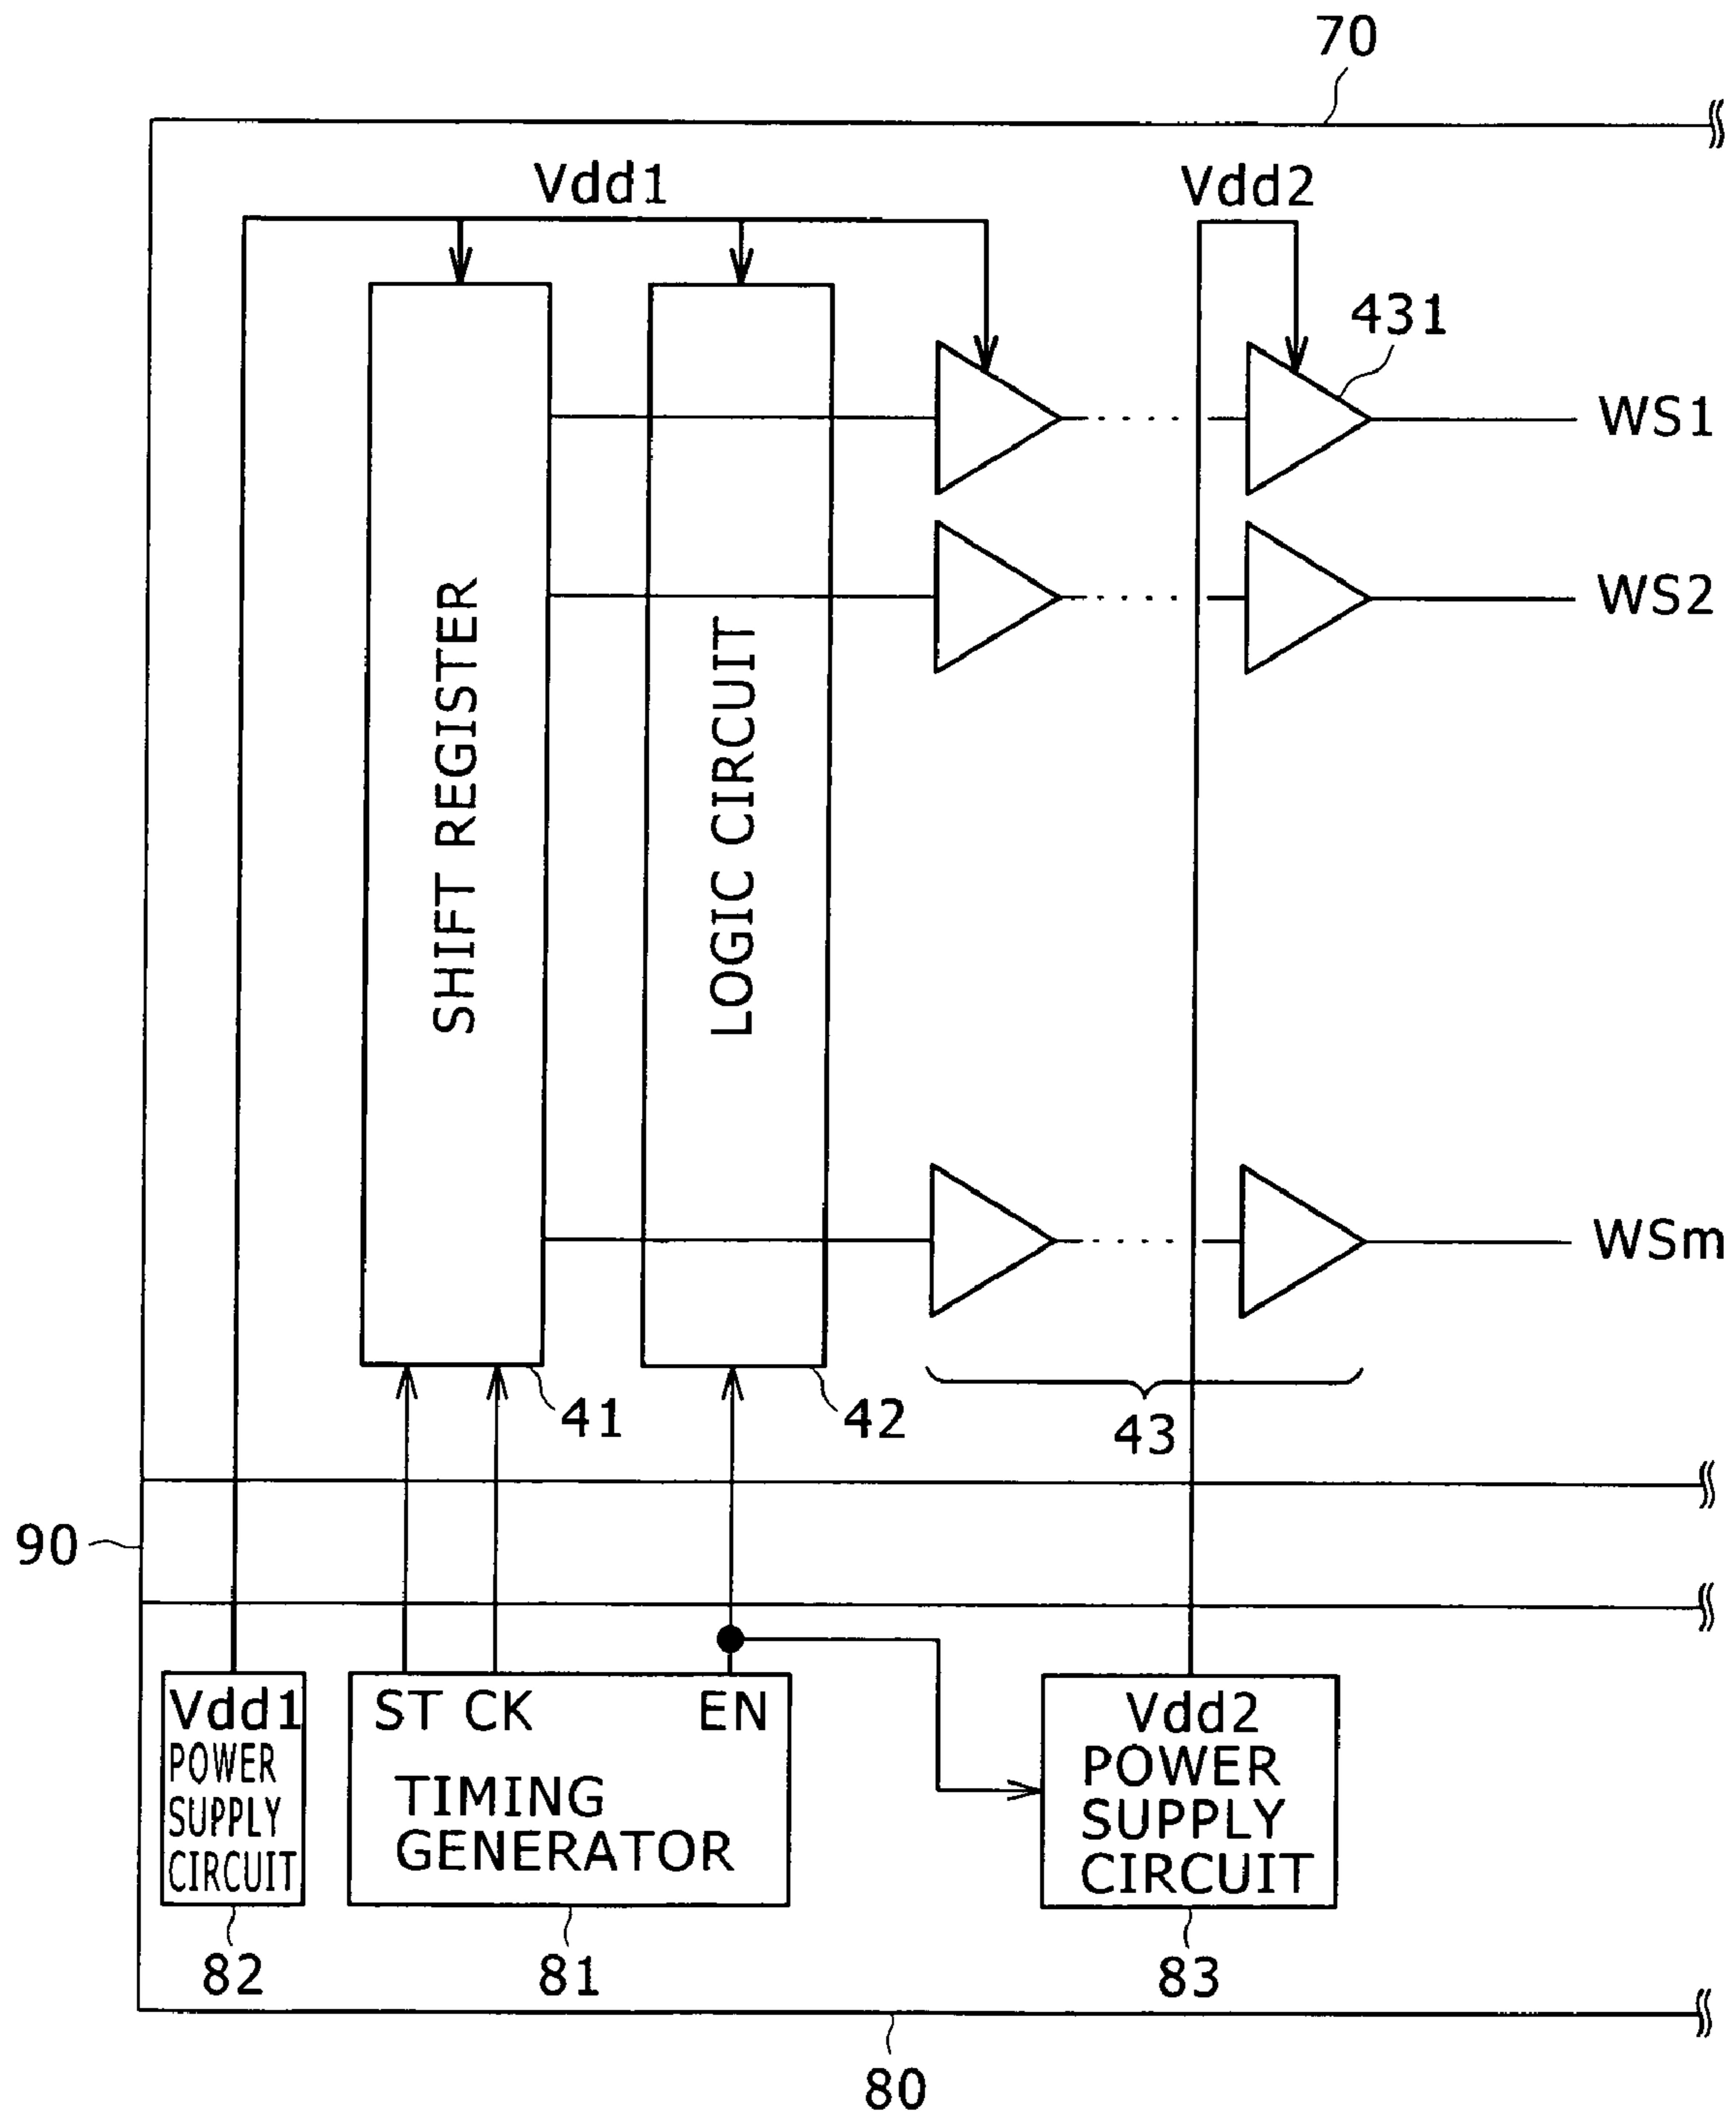 70
Vdd1
Vdd2
431
WS1
WS2
SHIFT REGISTER
LOGIC CIRCUIT
WSm
41
42
43
90
Vdd1
POWER
SUPPLY
CIRCUIT
ST CK EN
TIMING
GENERATOR
Vdd2
POWER
SUPPLY
CIRCUIT
82
81
83
80